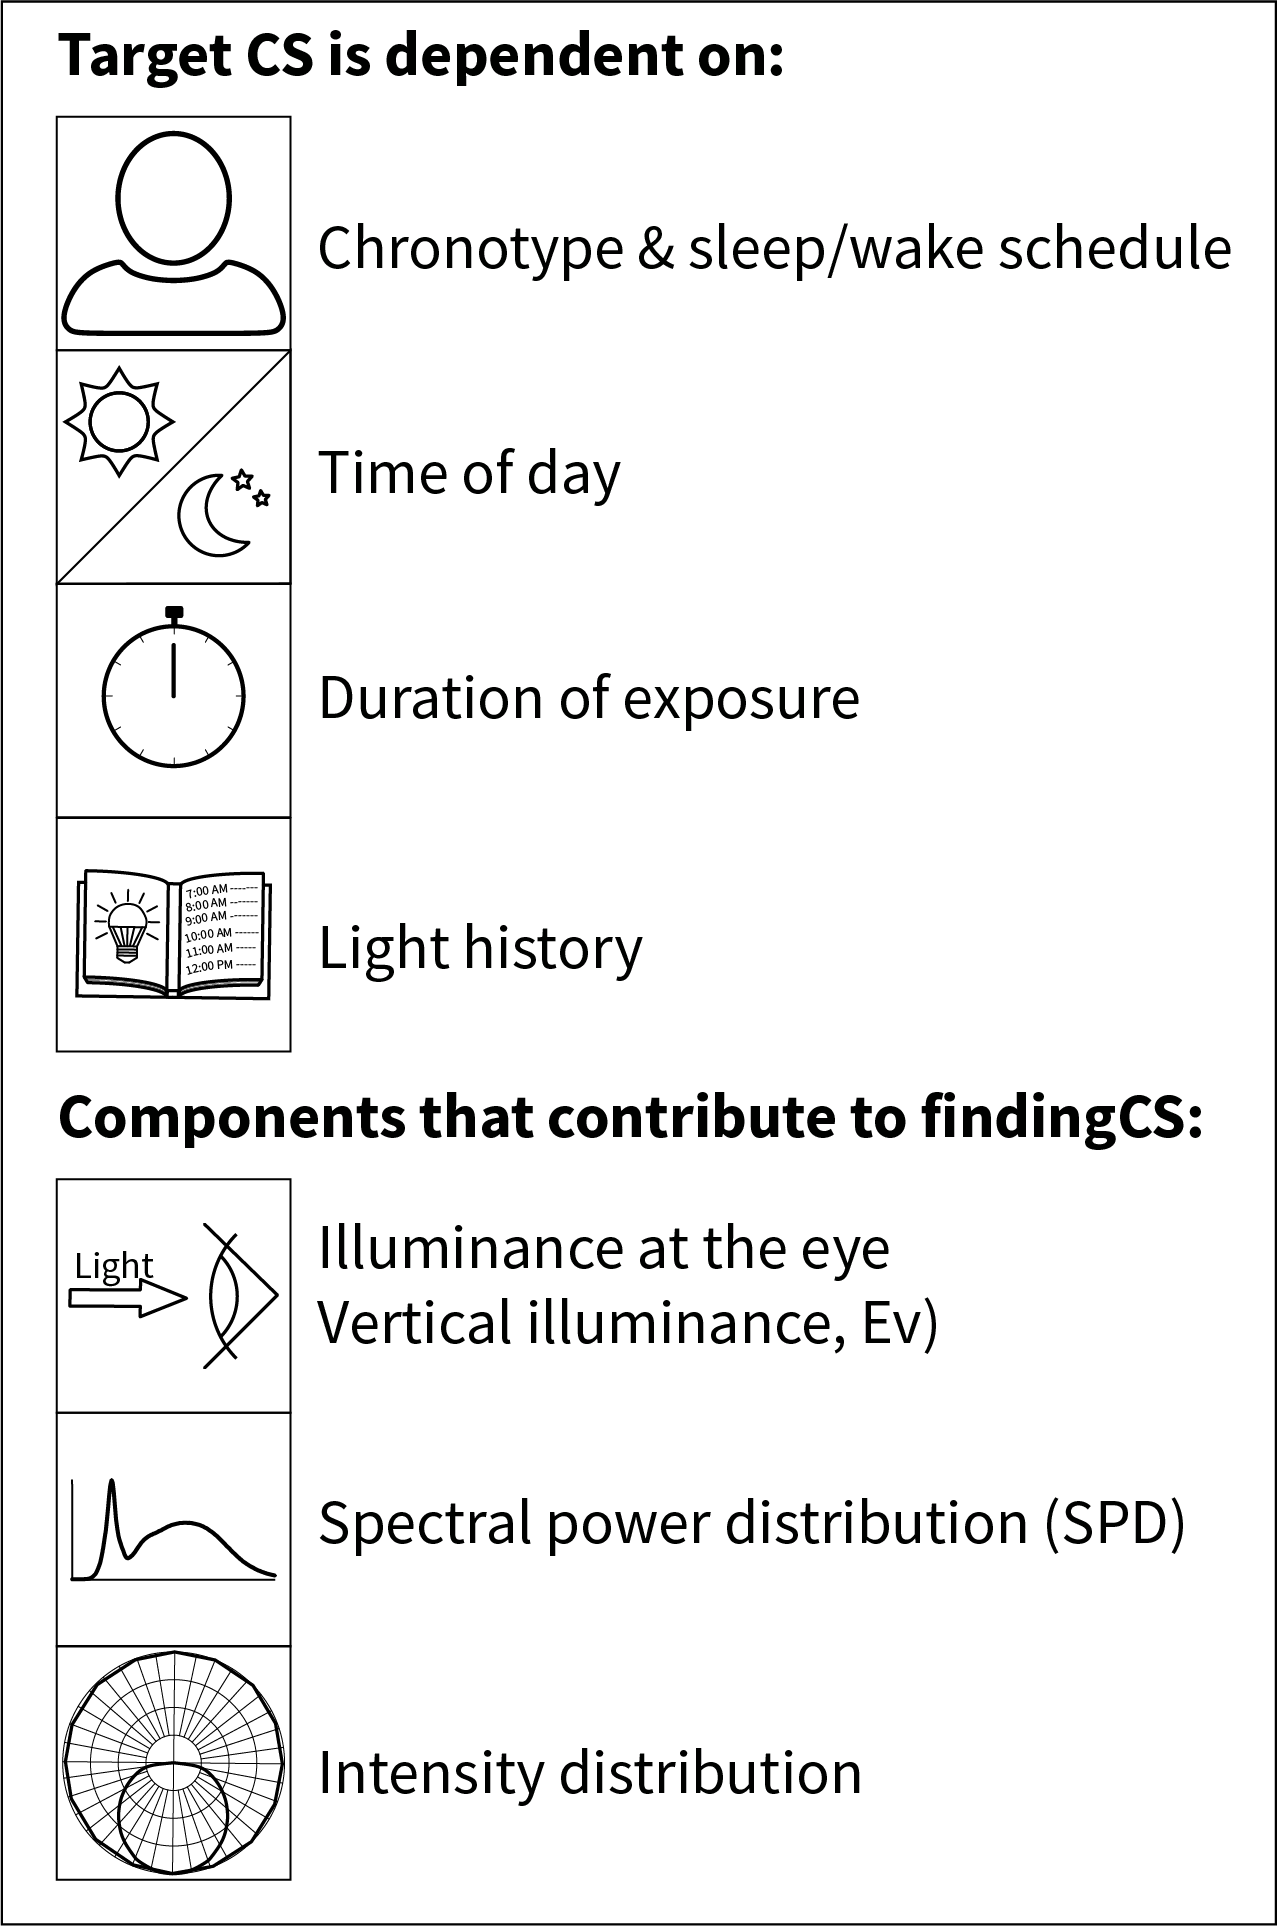 Target CS is dependent on:
Chronotype & sleep/wake schedule
Time of day
Duration of exposure
7:00 AM -------
8:00 AM ------
9:00 AM -------
10:00 AM ------
11:00 AM -----
12:00 PM -----
Light history
Components that contribute to findingCS:
Light
Illuminance at the eye
Vertical illuminance, Ev)
Spectral power distribution (SPD)
Intensity distribution